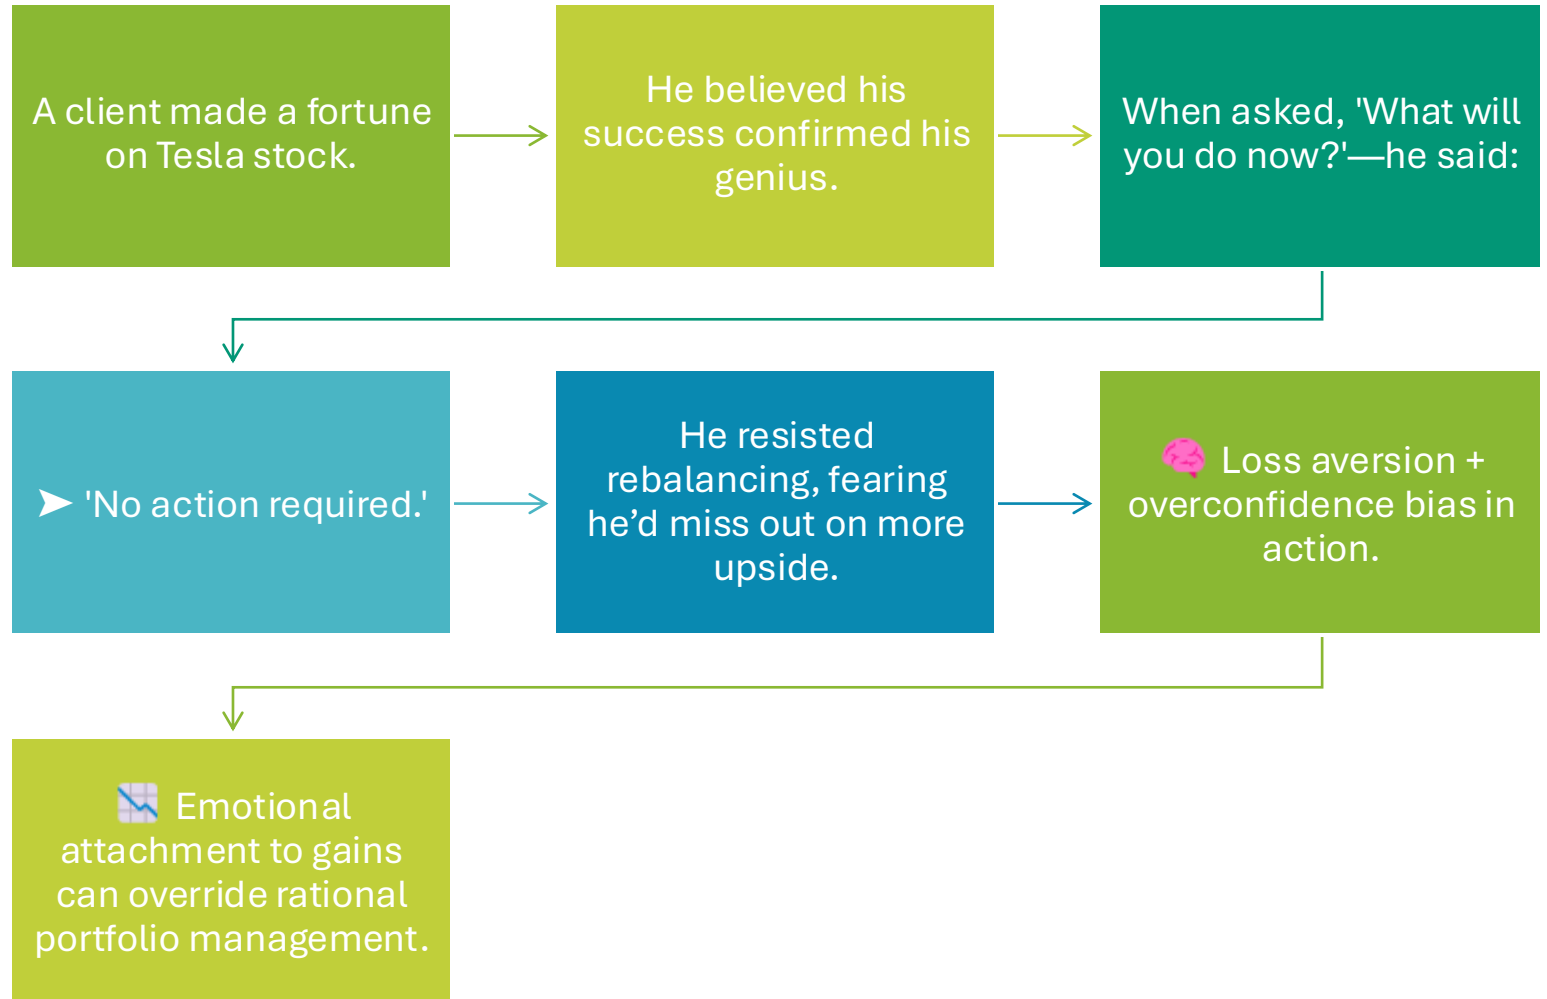 A client made a fortune
on Tesla stock.
He believed his
success confirmed his
genius.
When asked, 'What will
you do now?'—he said:
➤ 'No action required.'
He resisted
rebalancing, fearing
he’d miss out on more
upside.
🧠 Loss aversion +
overconfidence bias in
action.
📉 Emotional
attachment to gains
can override rational
portfolio management.